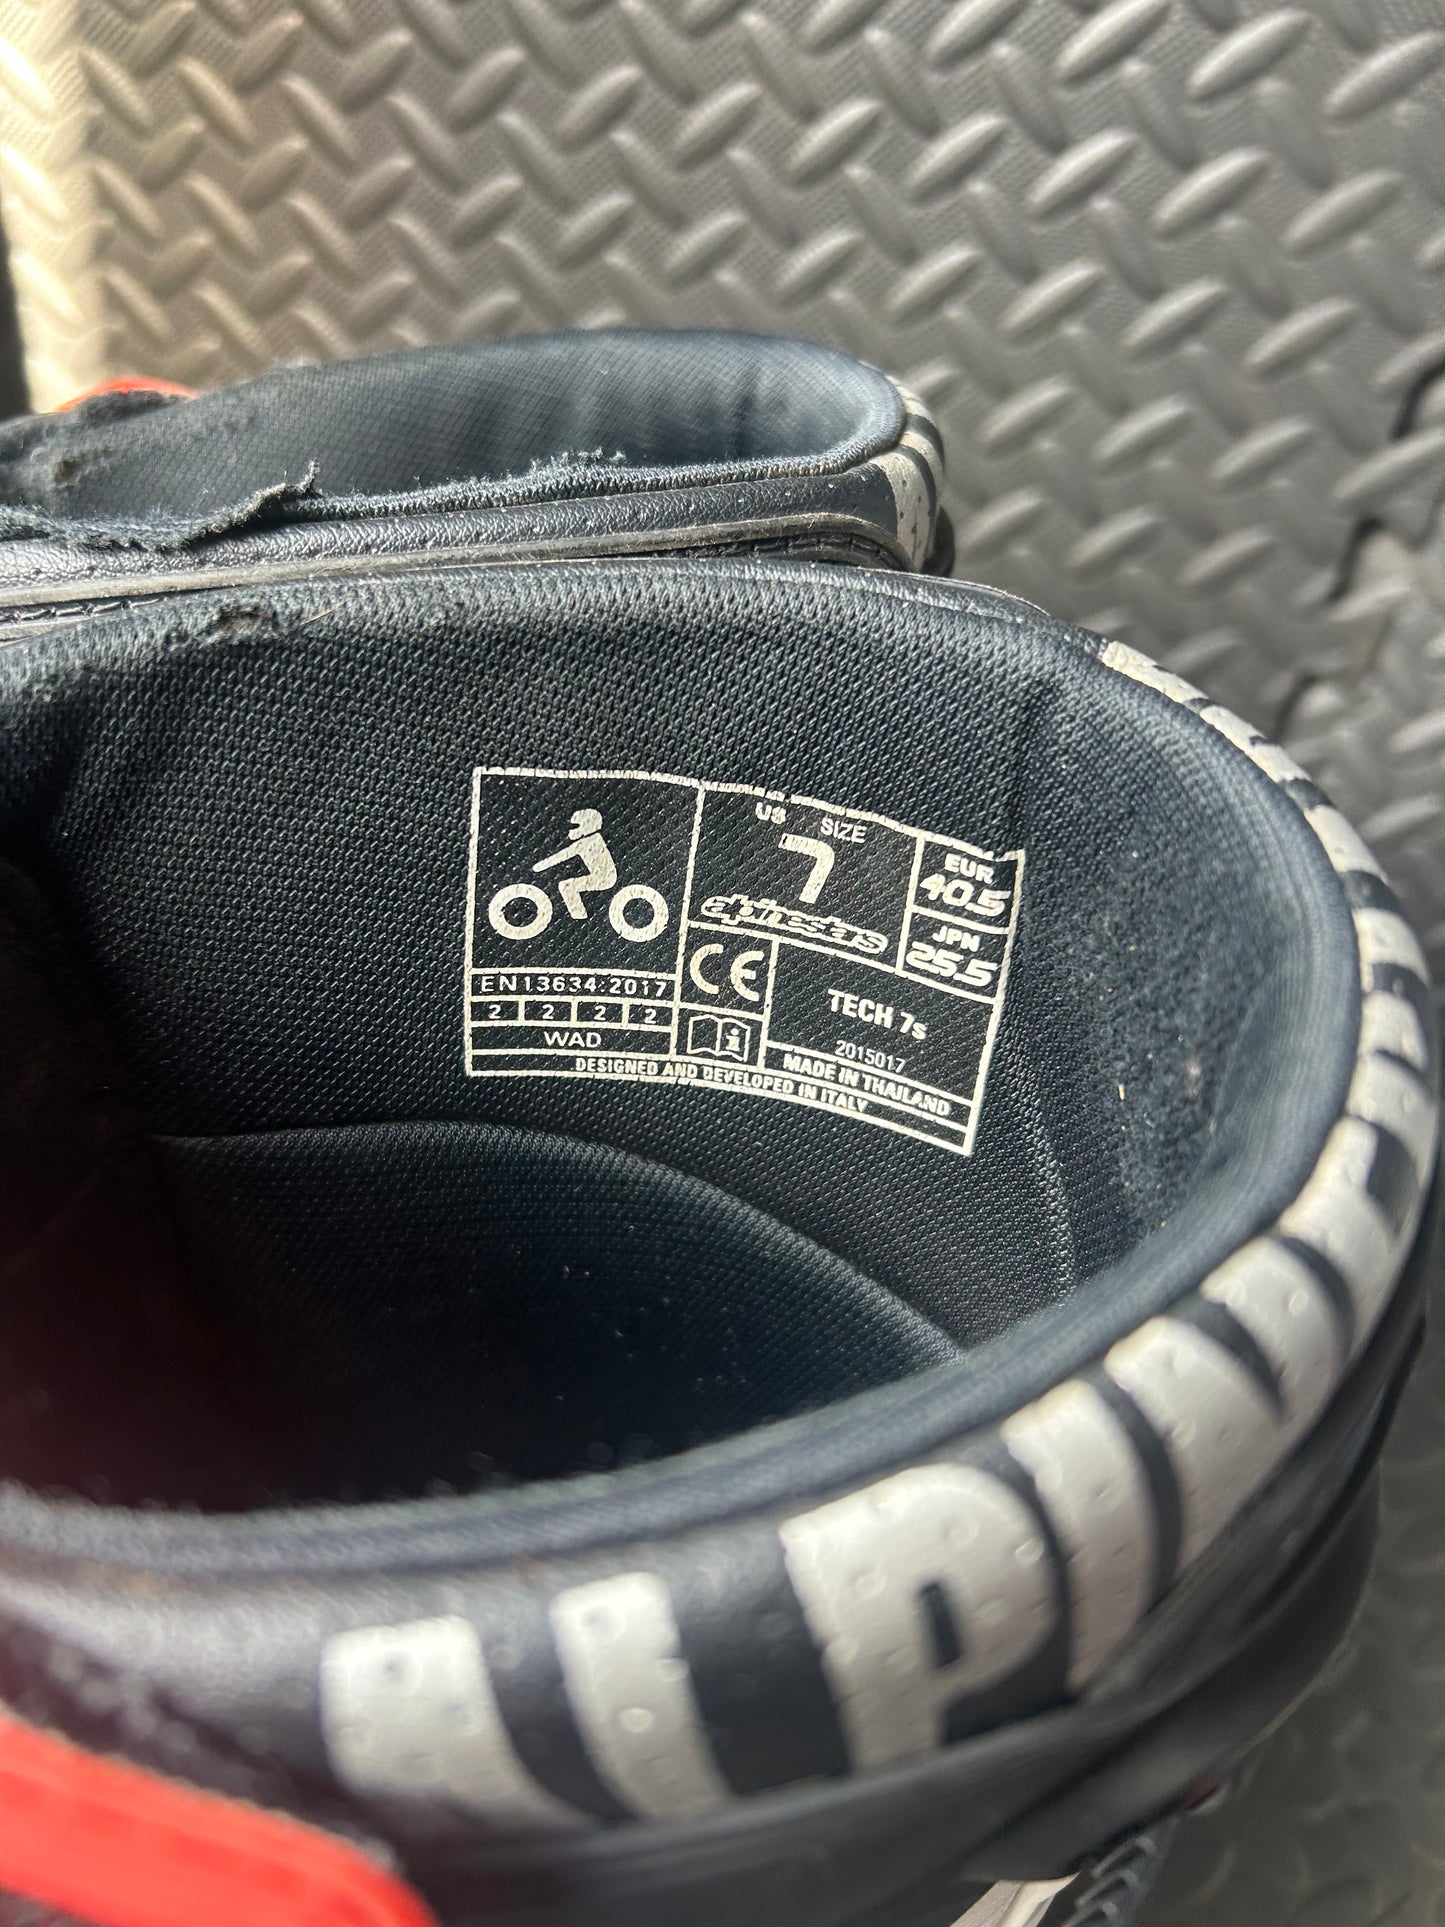 US SIZE
7
alpinestars
EUR
40.5
JPN
25.5
EN13634:2017
2 2 2 2
WAD
CE
i
TECH 7s
2015017
MADE IN THAILAND
DESIGNED AND DEVELOPED IN ITALY